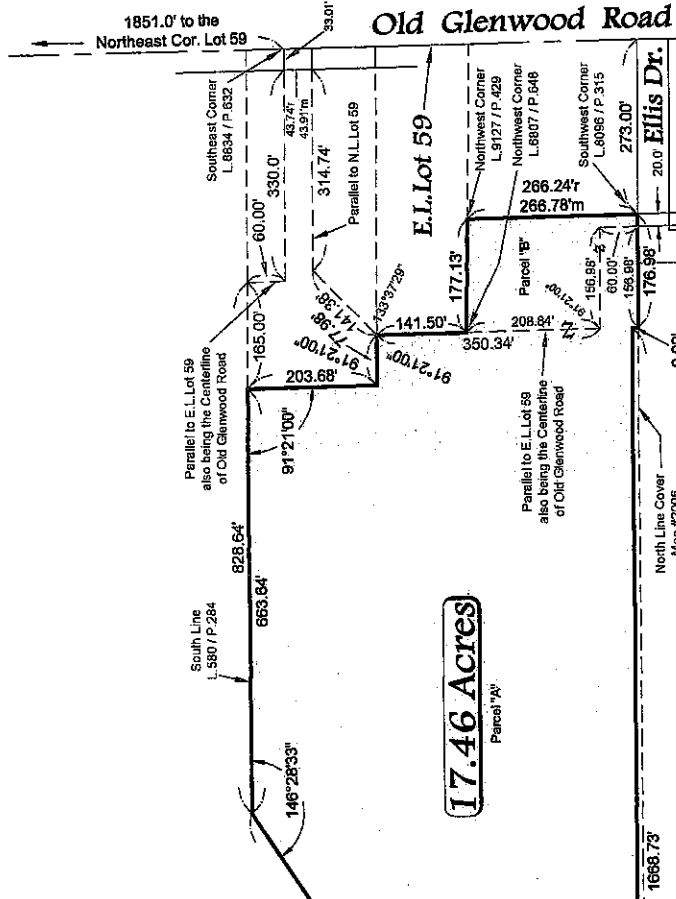 1851.0' to the
Northeast Cor. Lot 59
33.01'
Old Glenwood Road
Southeast Corner
L.8834 / P.632
43.74'r
43.91'm
330.0'
314.74'
Parallel to N.L.Lot 59
60.00'
165.00'
E.L.Lot 59
Northwest Corner
L.9127 / P.429
Northwest Corner
L.6807 / P.648
Southwest Corner
L.8096 / P.315
273.00'
20.0'
Ellis Dr.
266.24'r
266.78'm
177.13'
Parcel "B"
156.98'
60.00'
156.98'
176.98'
91°21'00"
141.38'
77.98'
133°37'29"
91°21'00"
141.50'
208.84'
350.34'
91°21'00"
203.68'
91°21'00"
Parallel to E.L.Lot 59
also being the Centerline
of Old Glenwood Road
Parallel to E.L.Lot 59
also being the Centerline
of Old Glenwood Road
828.64'
663.64'
South Line
L.580 / P.284
146°28'33"
17.46 Acres
Parcel "A"
North Line Cover
1668.73'